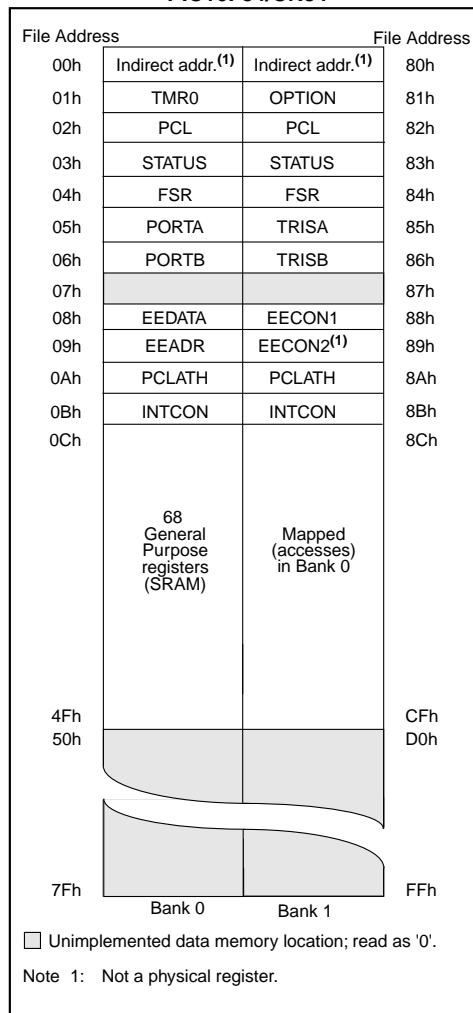 File Address File Address
00h Indirect addr.(1) Indirect addr.(1) 80h
01h TMR0 OPTION 81h
02h PCL PCL 82h
03h STATUS STATUS 83h
04h FSR FSR 84h
05h PORTA TRISA 85h
06h PORTB TRISB 86h
07h 87h
08h EEDATA EECON1 88h
09h EEADR EECON2(1) 89h
0Ah PCLATH PCLATH 8Ah
0Bh INTCON INTCON 8Bh
0Ch 8Ch
68
General
Purpose
registers
(SRAM)
Mapped
(accesses)
in Bank 0
4Fh CFh
50h D0h
7Fh FFh
Bank 0 Bank 1
Unimplemented data memory location; read as '0'.
Note 1: Not a physical register.